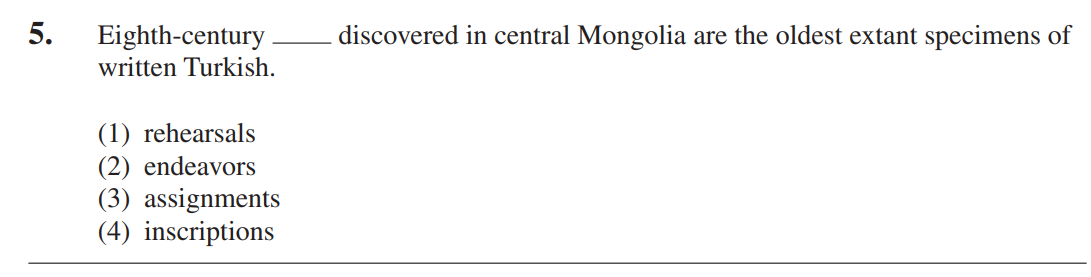 5. Eighth-century ____ discovered in central Mongolia are the oldest extant specimens of
written Turkish.
(1) rehearsals
(2) endeavors
(3) assignments
(4) inscriptions